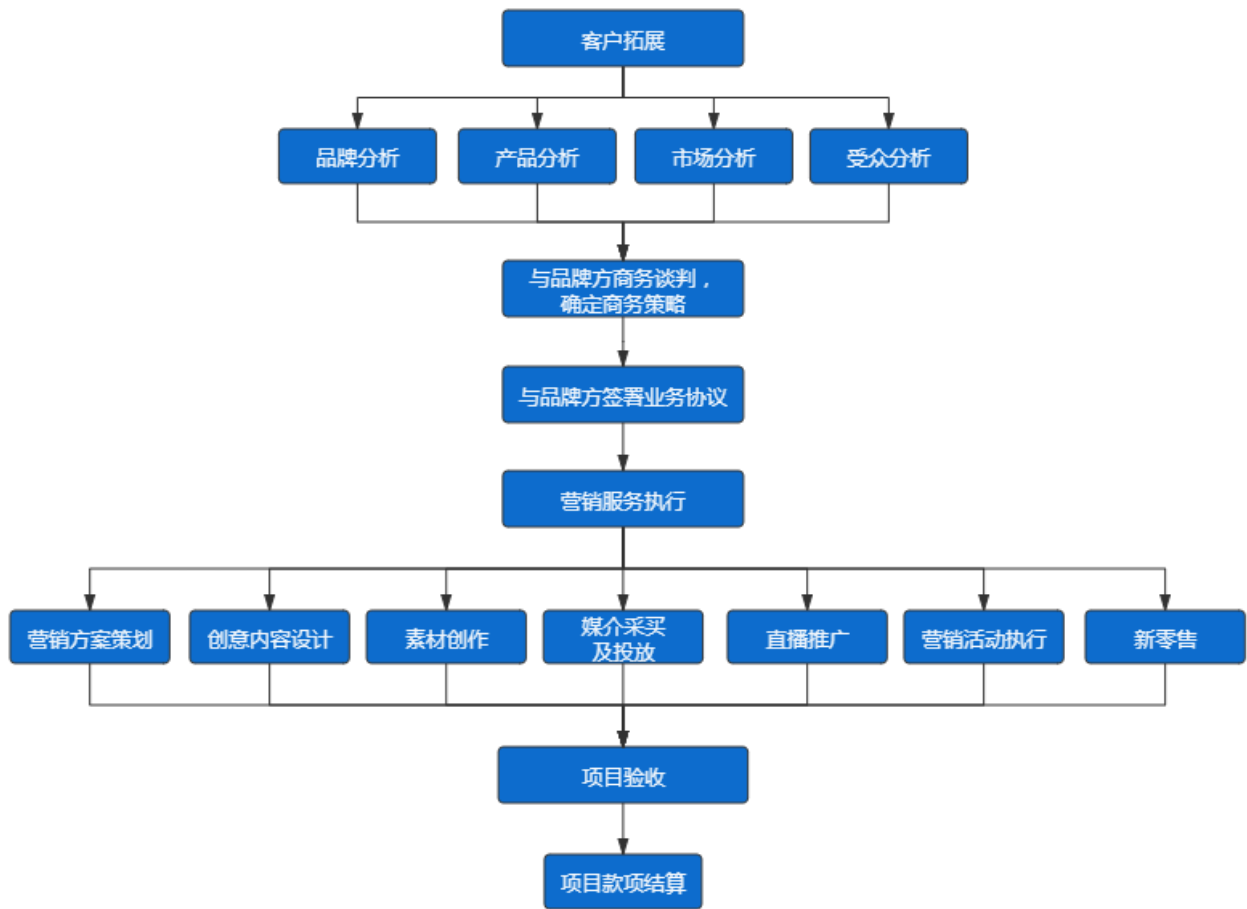 客户拓展
品牌分析
产品分析
市场分析
受众分析
与品牌方商务谈判，
确定商务策略
与品牌方签署业务协议
营销服务执行
营销方案策划
创意内容设计
素材创作
媒介采买
及投放
直播推广
营销活动执行
新零售
项目验收
项目款项结算